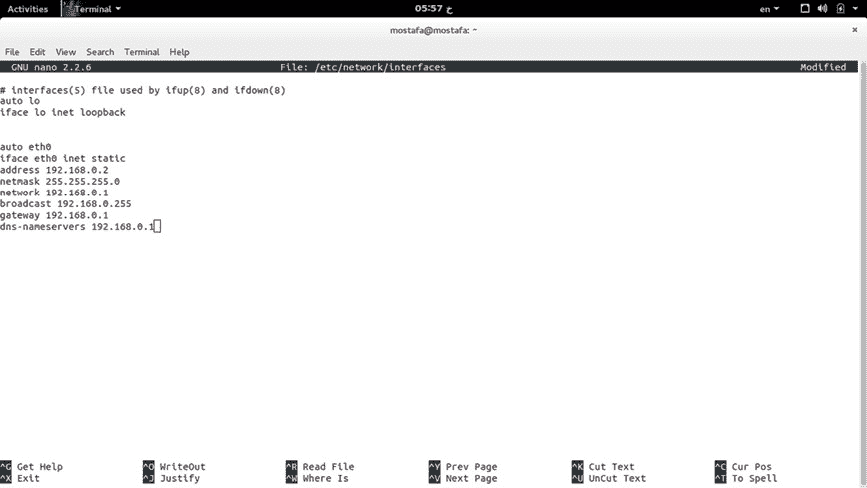 Activities Terminal 05:57 ح en
mostafa@mostafa: ~ ×
File Edit View Search Terminal Help
GNU nano 2.2.6 File: /etc/network/interfaces Modified
# interfaces(5) file used by ifup(8) and ifdown(8)
auto lo
iface lo inet loopback
auto eth0
iface eth0 inet static
address 192.168.0.2
netmask 255.255.255.0
network 192.168.0.1
broadcast 192.168.0.255
gateway 192.168.0.1
dns-nameservers 192.168.0.1
^G Get Help ^O WriteOut ^R Read File ^Y Prev Page ^K Cut Text ^C Cur Pos
^X Exit ^J Justify ^W Where Is ^V Next Page ^U UnCut Text ^T To Spell